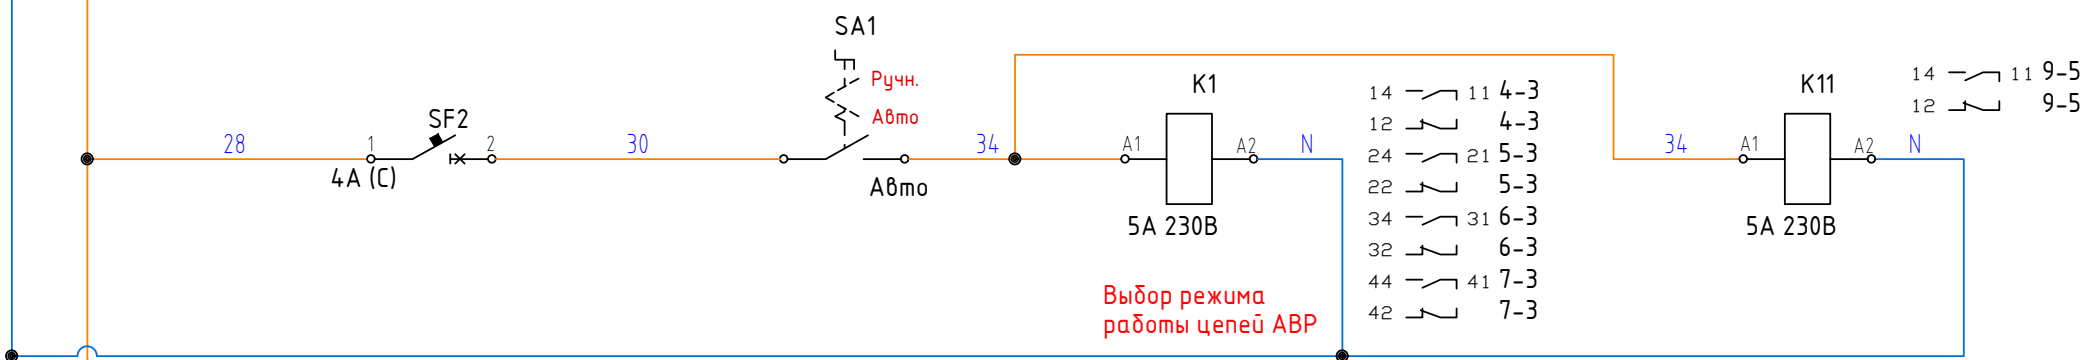 SA1
Ручн.
Авто
28
1
SF2
2
4А (C)
30
34
Авто
K1
A1
A2
N
5А 230В
14 11 4-3
12 4-3
24 21 5-3
22 5-3
34 31 6-3
32 6-3
44 41 7-3
42 7-3
Выбор режима
работы цепей АВР
34
K11
A1
A2
N
5А 230В
14 11 9-5
12 9-5